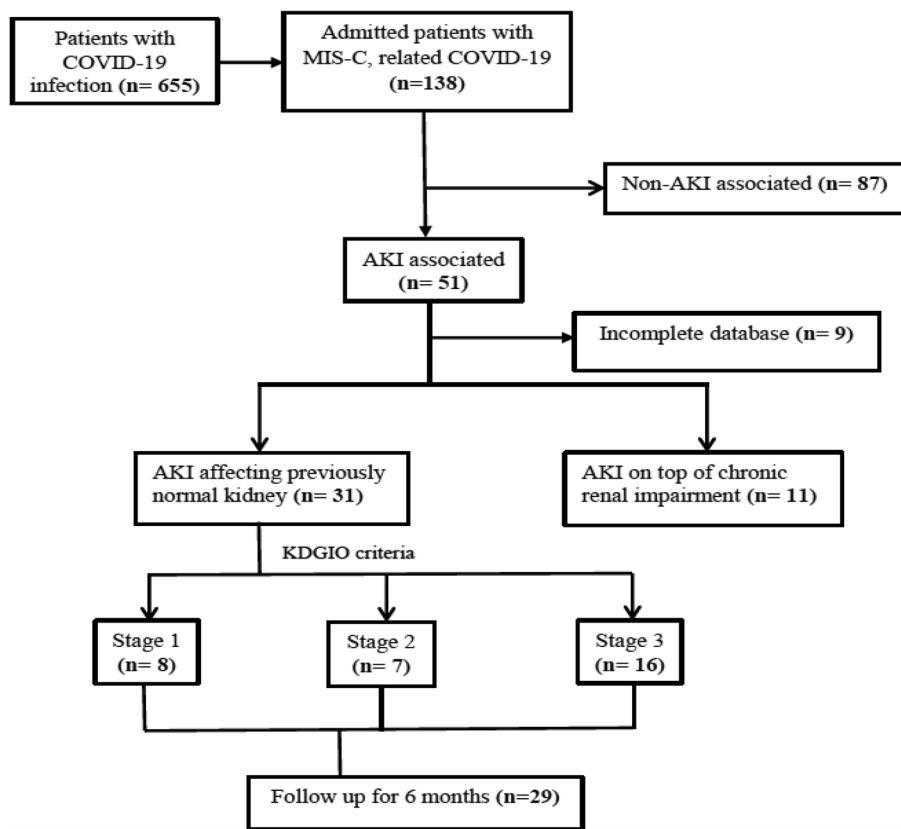 Patients with
COVID-19
infection (n= 655)
Admitted patients with
MIS-C, related COVID-19
(n=138)
Non-AKI associated (n= 87)
AKI associated
(n= 51)
Incomplete database (n= 9)
AKI affecting previously
normal kidney (n= 31)
AKI on top of chronic
renal impairment (n= 11)
KDGIO criteria
Stage 1
(n= 8)
Stage 2
(n= 7)
Stage 3
(n= 16)
Follow up for 6 months (n=29)